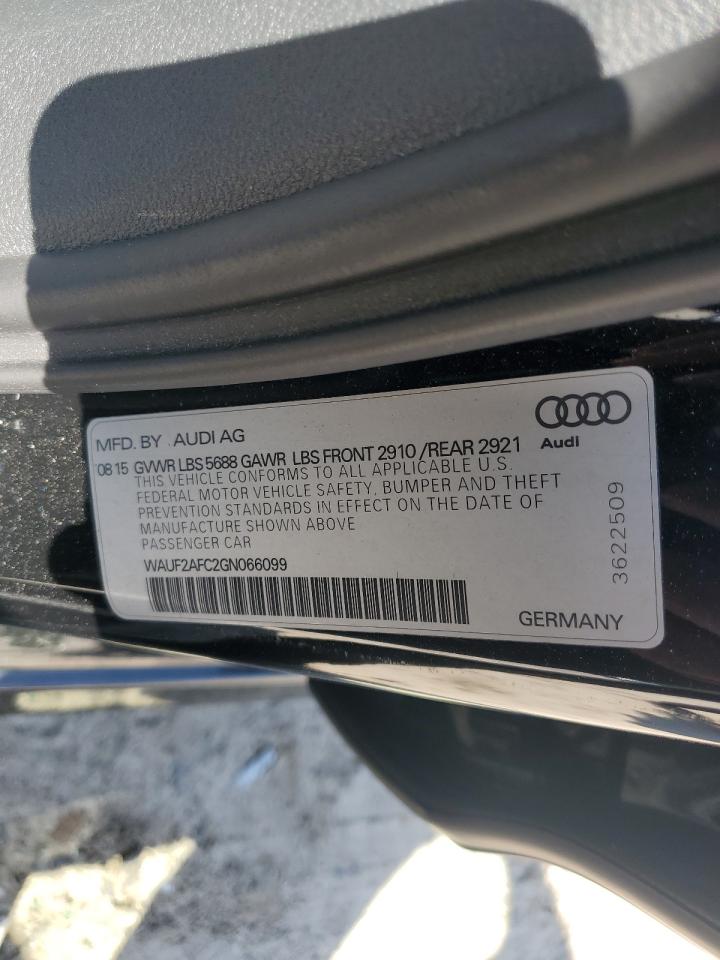 MFD. BY . AUDI AG
Audi
08 15 GVWR LBS 5688 GAWR LBS FRONT 2910 /REAR 2921
THIS VEHICLE CONFORMS TO ALL APPLICABLE U.S.
FEDERAL MOTOR VEHICLE SAFETY, BUMPER AND THEFT
PREVENTION STANDARDS IN EFFECT ON THE DATE OF
MANUFACTURE SHOWN ABOVE
PASSENGER CAR
WAUF2AFC2GN066099
3622509
GERMANY